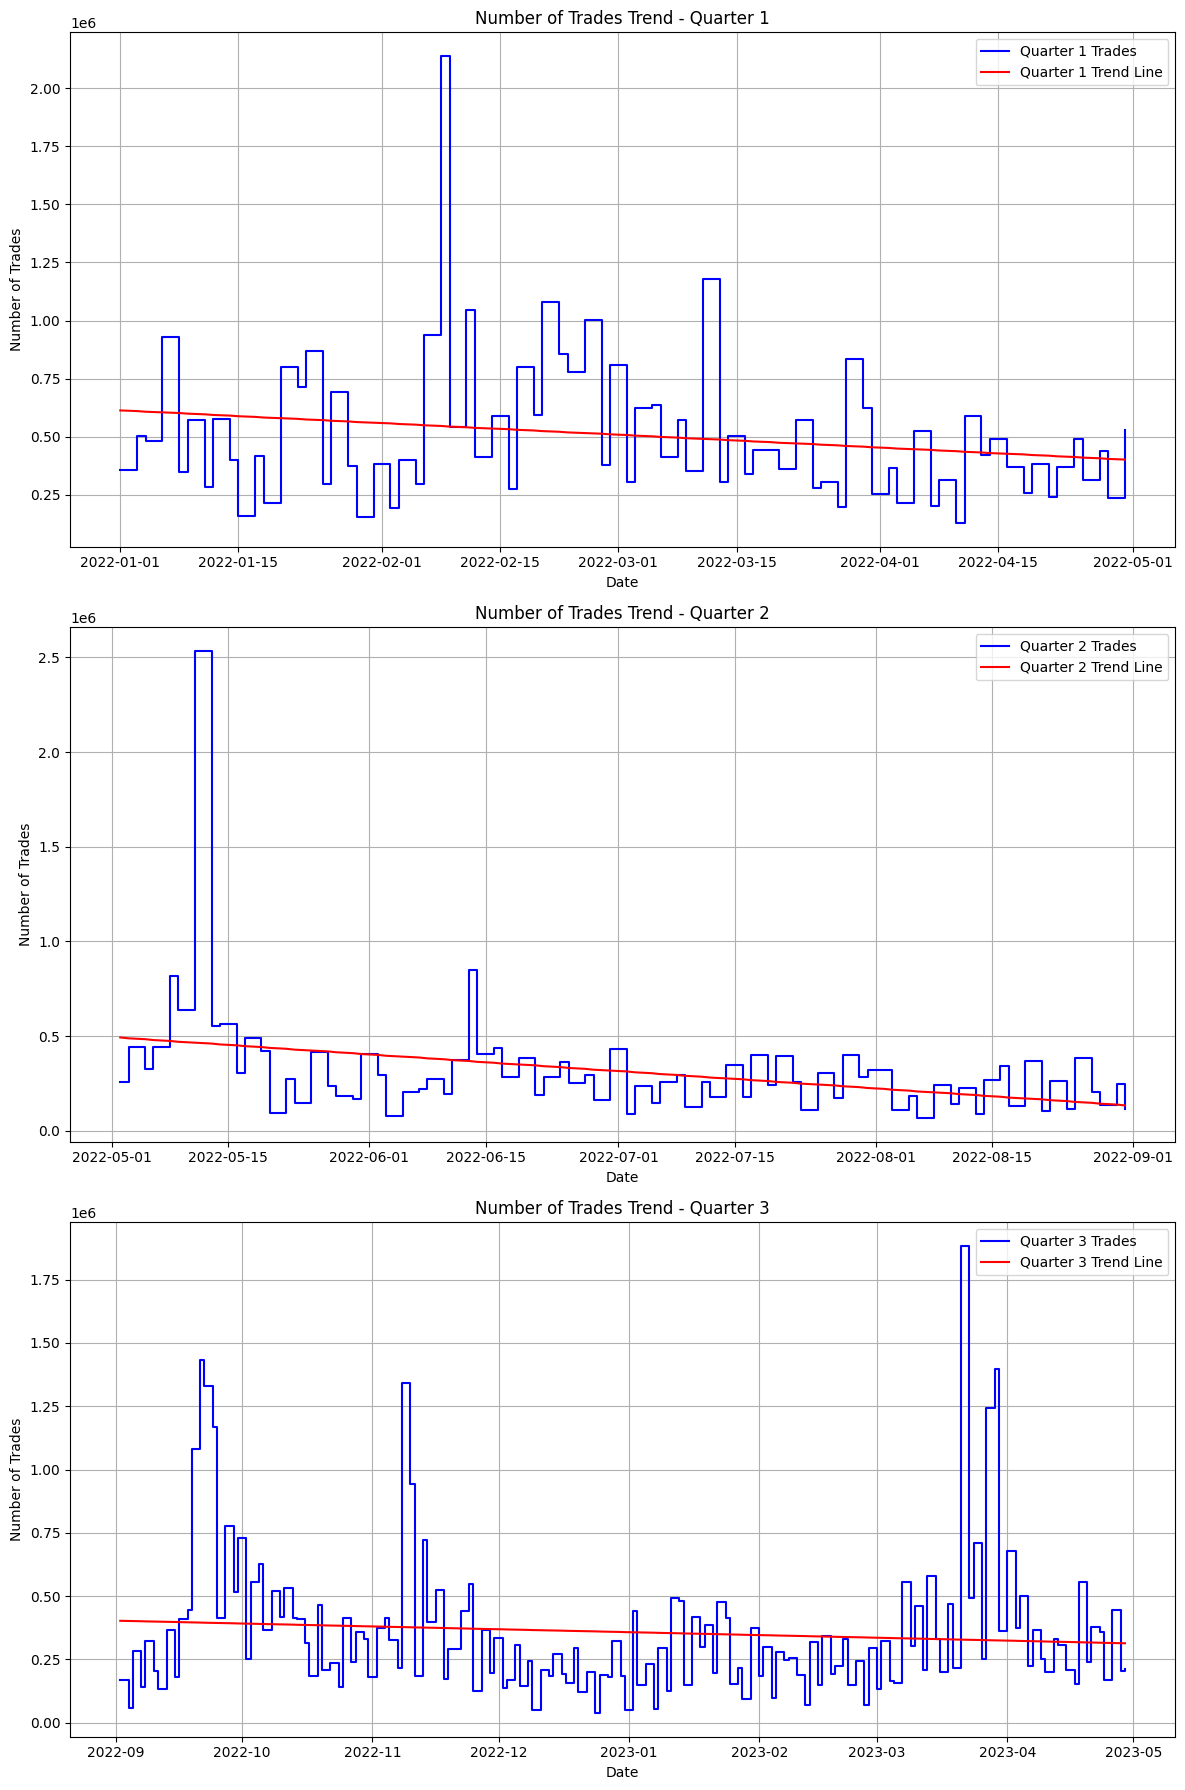 Number of Trades Trend - Quarter 1
1e6
Quarter 1 Trades
Quarter 1 Trend Line
2.00
1.75
1.50
1.25
1.00
0.75
0.50
0.25
Number of Trades
2022-01-01 2022-01-15 2022-02-01 2022-02-15 2022-03-01 2022-03-15 2022-04-01 2022-04-15 2022-05-01
Date
Number of Trades Trend - Quarter 2
1e6
Quarter 2 Trades
Quarter 2 Trend Line
2.5
2.0
1.5
1.0
0.5
0.0
Number of Trades
2022-05-01 2022-05-15 2022-06-01 2022-06-15 2022-07-01 2022-07-15 2022-08-01 2022-08-15 2022-09-01
Date
Number of Trades Trend - Quarter 3
1e6
Quarter 3 Trades
Quarter 3 Trend Line
1.75
1.50
1.25
1.00
0.75
0.50
0.25
0.00
Number of Trades
2022-09 2022-10 2022-11 2022-12 2023-01 2023-02 2023-03 2023-04 2023-05
Date